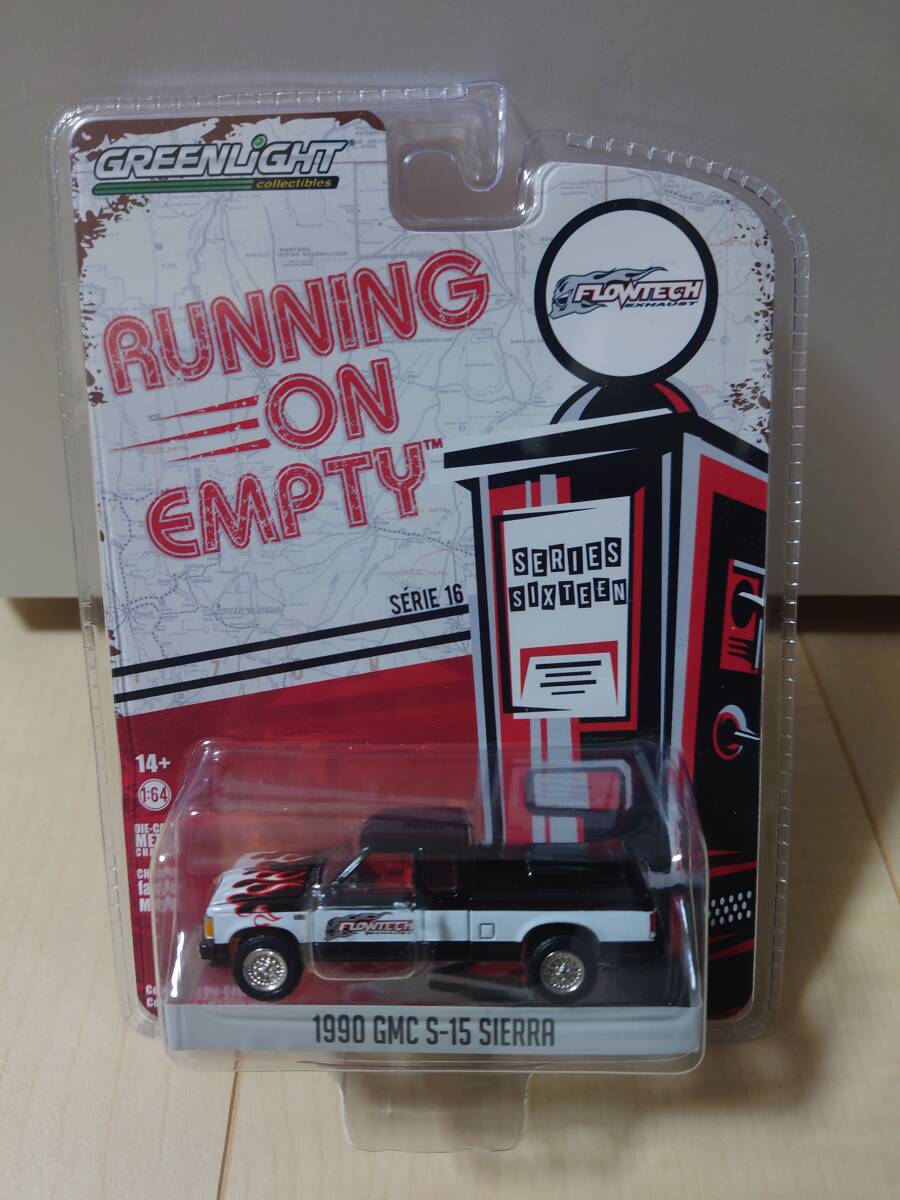 GREENLIGHT
collectibles
RUNNING
ON
EMPTY™
FLOWTECH
EXHAUST
SERIES
SIXTEEN
SÉRIE 16
14+
1:64
FLOWTECH
EXHAUST
1990 GMC S-15 SIERRA